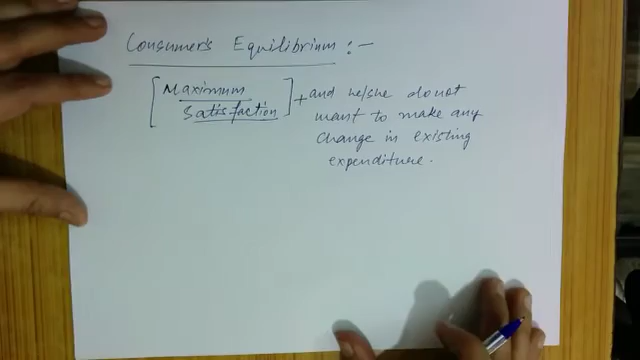 Consumer's Equilibrium :-
[Maximum Satisfaction] + and he/she do not
want to make any
change in existing
expenditure.